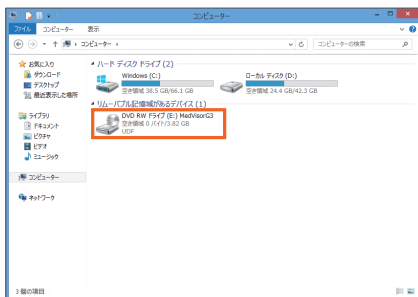 コンピューター
ファイル コンピューター 表示
コンピューター
コンピューターの検索
お気に入り
ダウンロード
デスクトップ
最近表示した場所
ライブラリ
ドキュメント
ピクチャ
ビデオ
ミュージック
コンピューター
ネットワーク
ハード ディスク ドライブ (2)
Windows (C:)
空き領域 38.5 GB/66.1 GB
ローカル ディスク (D:)
空き領域 24.4 GB/42.3 GB
リムーバブル記憶域があるデバイス (1)
DVD RW ドライブ (E:) MedVisorG3
空き領域 0 バイト/3.82 GB
UDF
3 個の項目